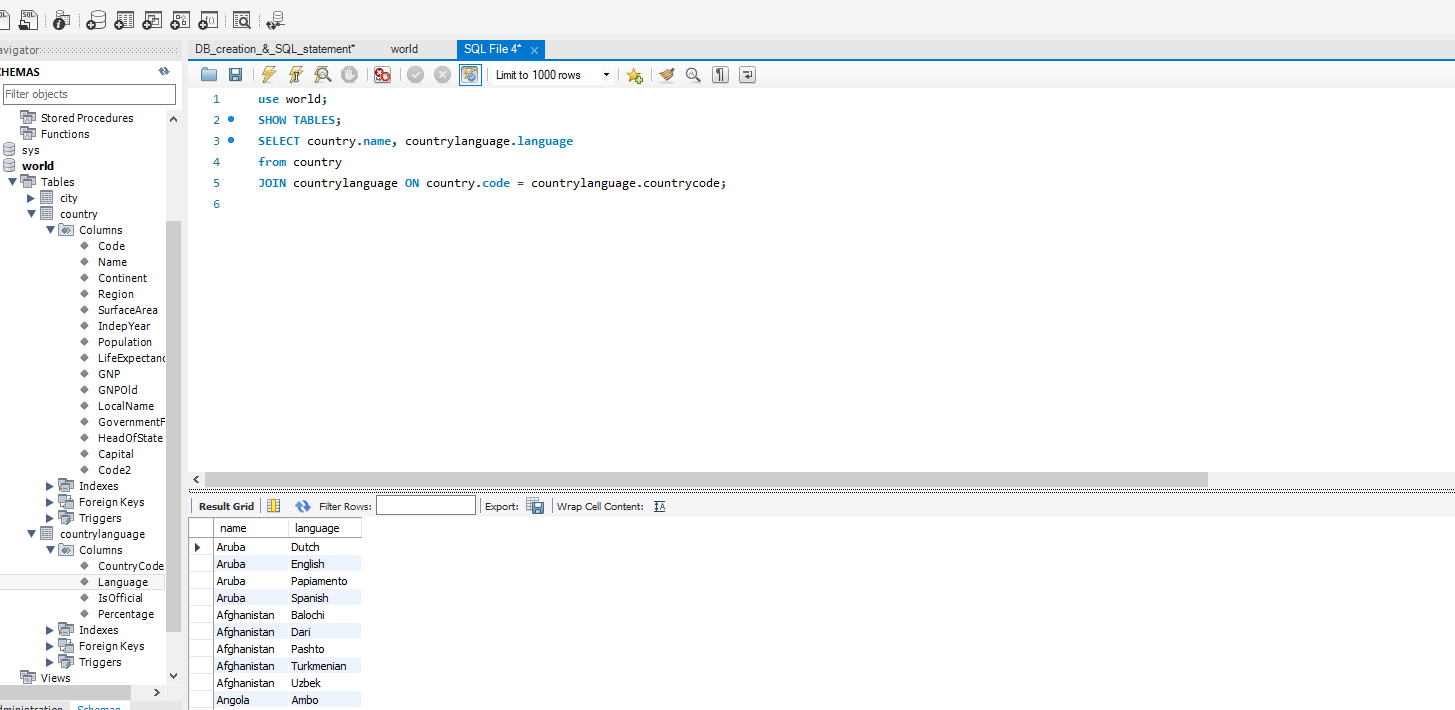 DB_creation_&_SQL_statement*
world
SQL File 4*
Limit to 1000 rows
1 use world;
2 SHOW TABLES;
3 SELECT country.name, countrylanguage.language
4 from country
5 JOIN countrylanguage ON country.code = countrylanguage.countrycode;
6
avigator
HEMAS
Filter objects
Stored Procedures
Functions
sys
world
Tables
city
country
Columns
Code
Name
Continent
Region
SurfaceArea
IndepYear
Population
LifeExpectanc
GNP
GNPOld
LocalName
GovernmentF
HeadOfState
Capital
Code2
Indexes
Foreign Keys
Triggers
countrylanguage
Columns
CountryCode
Language
IsOfficial
Percentage
Indexes
Foreign Keys
Triggers
Views
dministration Schemas
Result Grid
Filter Rows:
Export:
Wrap Cell Content:
name language
Aruba Dutch
Aruba English
Aruba Papiamento
Aruba Spanish
Afghanistan Balochi
Afghanistan Dari
Afghanistan Pashto
Afghanistan Turkmenian
Afghanistan Uzbek
Angola Ambo